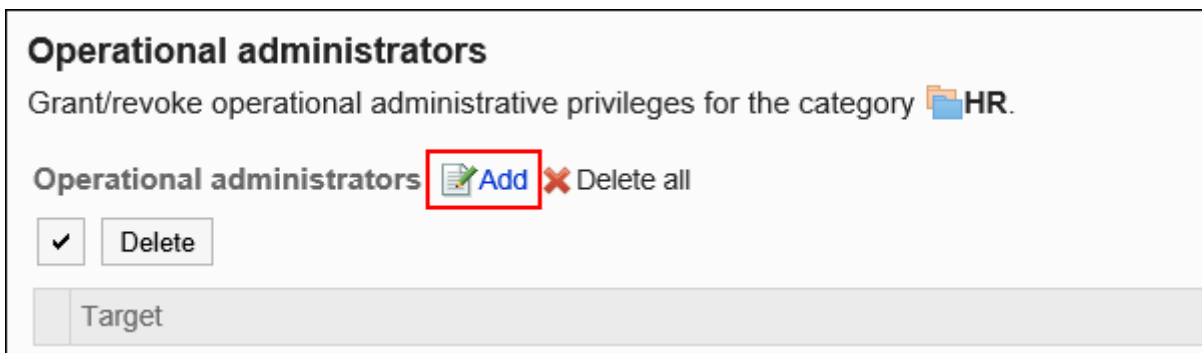 Operational administrators
Grant/revoke operational administrative privileges for the category HR.
Operational administrators Add Delete all
Delete
Target